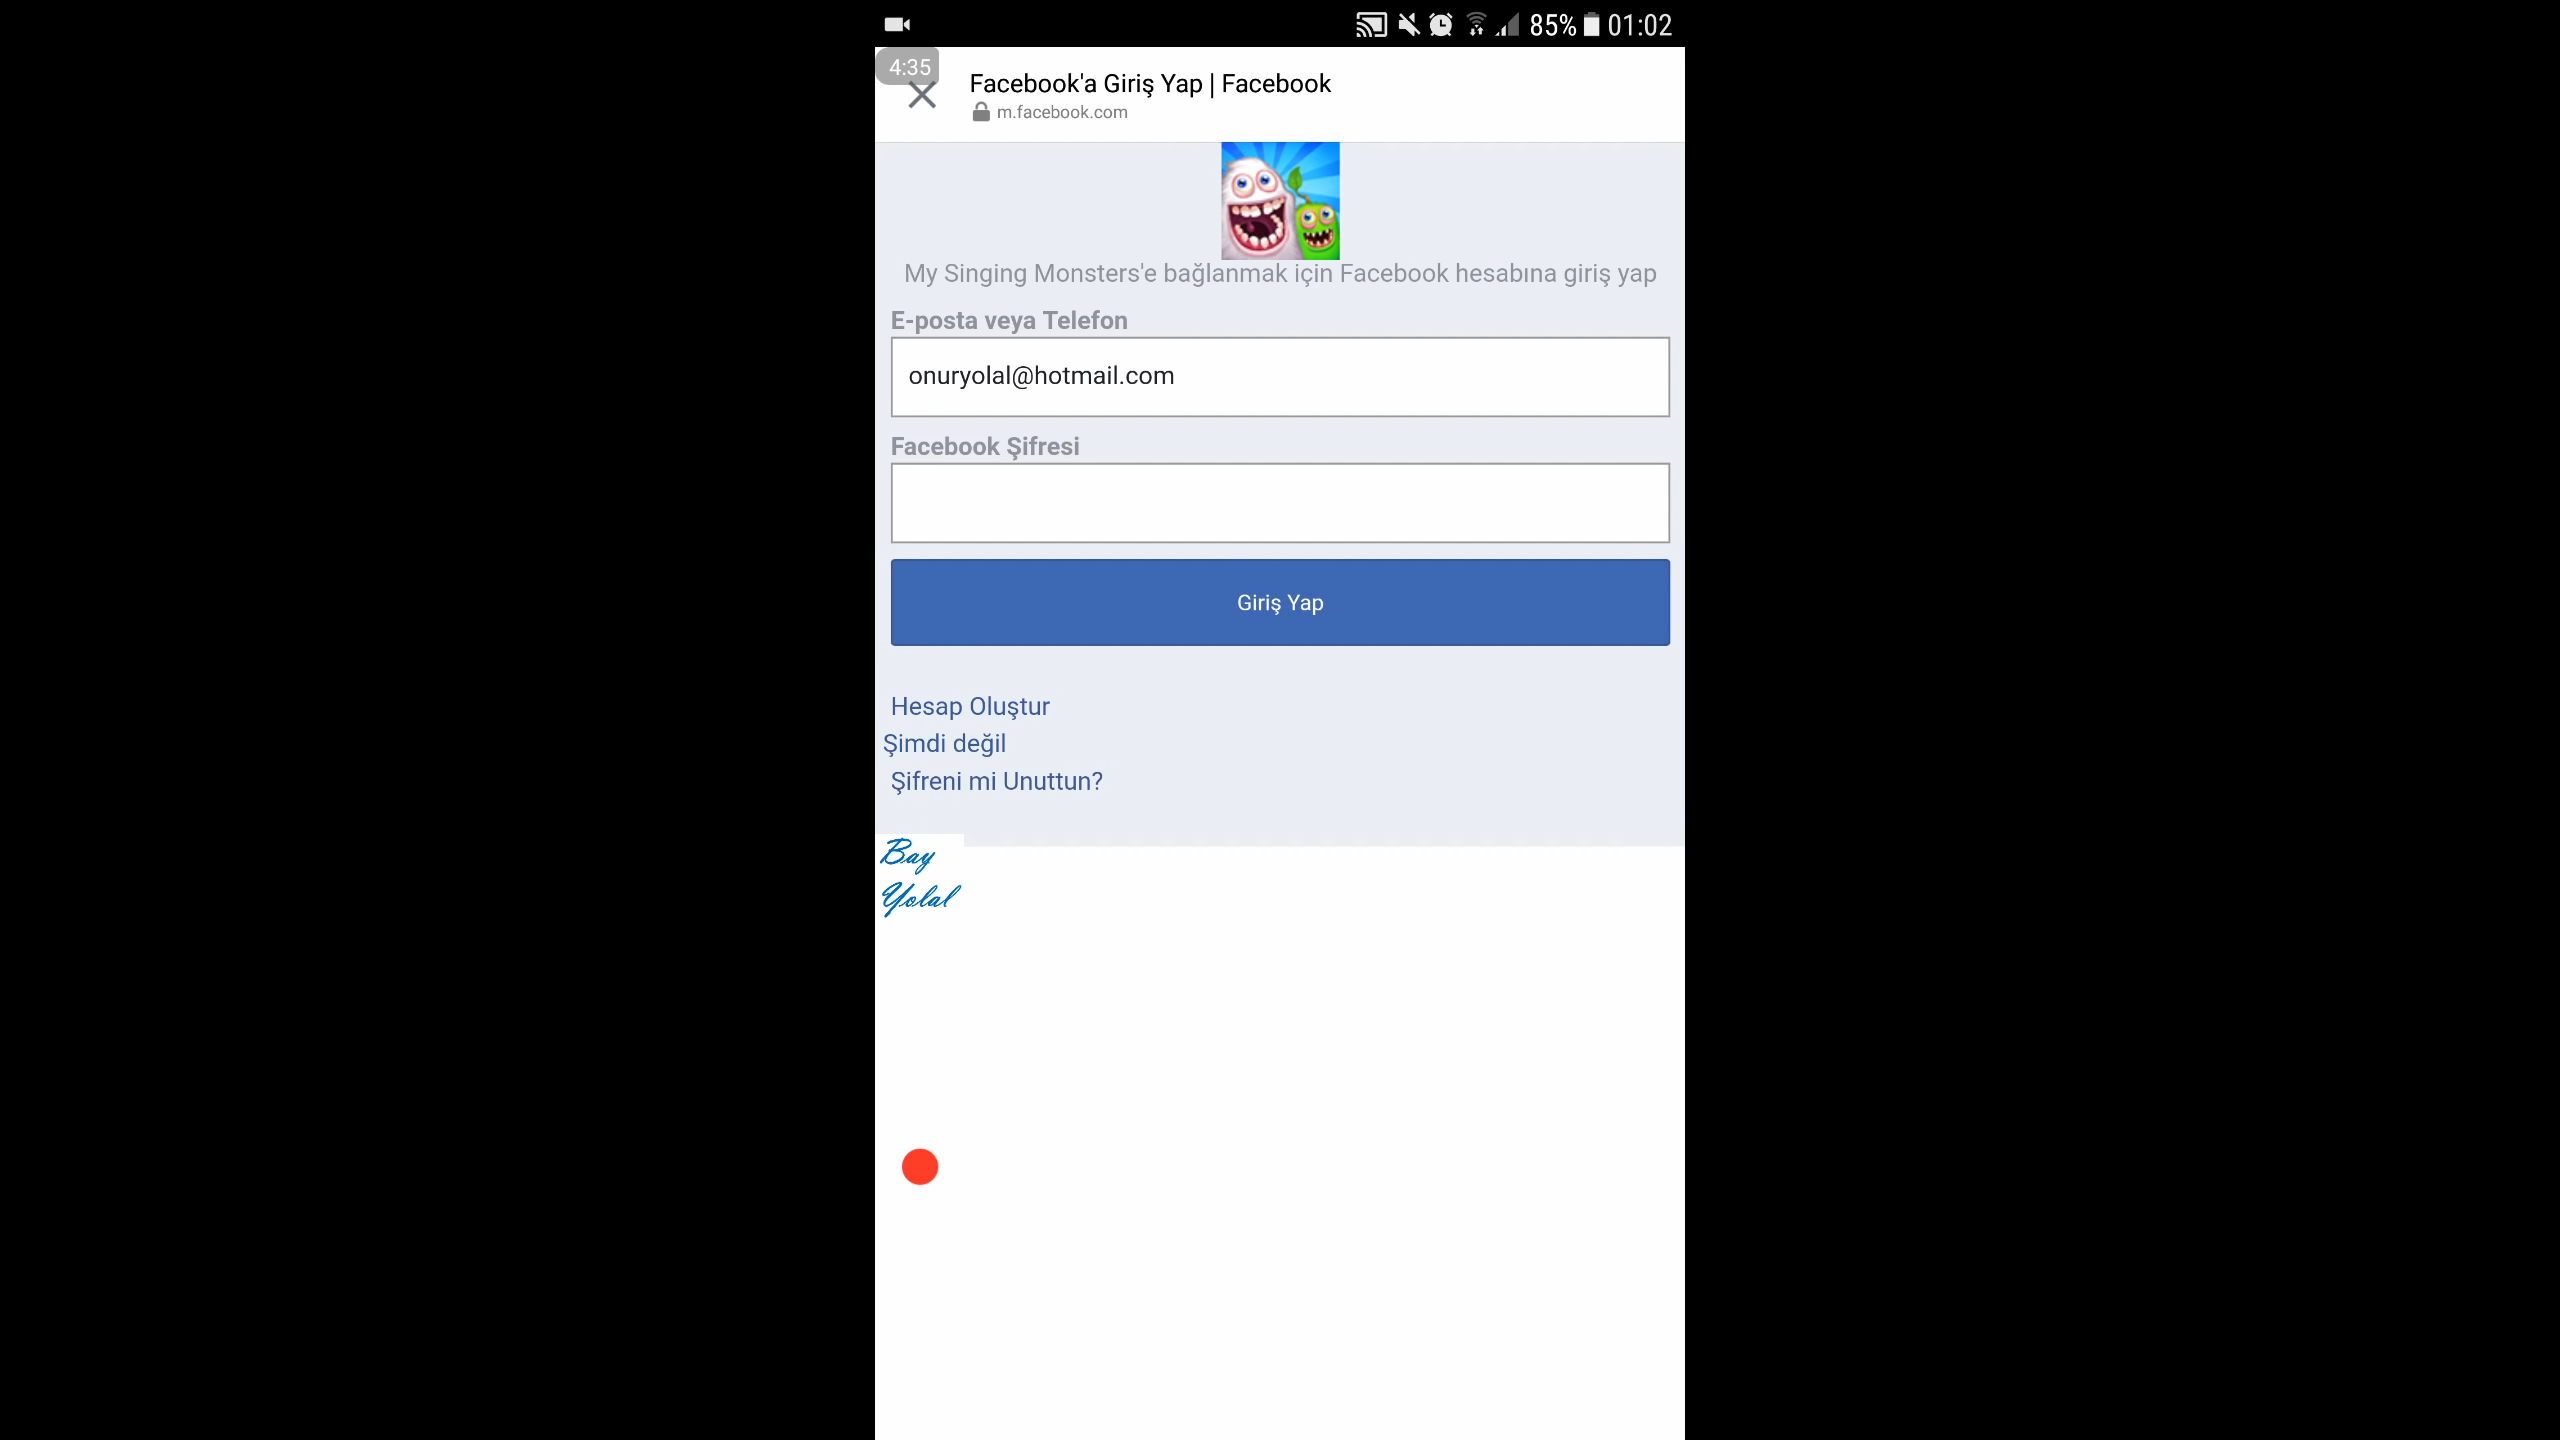 85% 01:02
4:35
Facebook'a Giriş Yap | Facebook
m.facebook.com
My Singing Monsters'e bağlanmak için Facebook hesabına giriş yap
E-posta veya Telefon
onuryolal@hotmail.com
Facebook Şifresi
Giriş Yap
Hesap Oluştur
Şimdi değil
Şifreni mi Unuttun?
Bay
Yolal